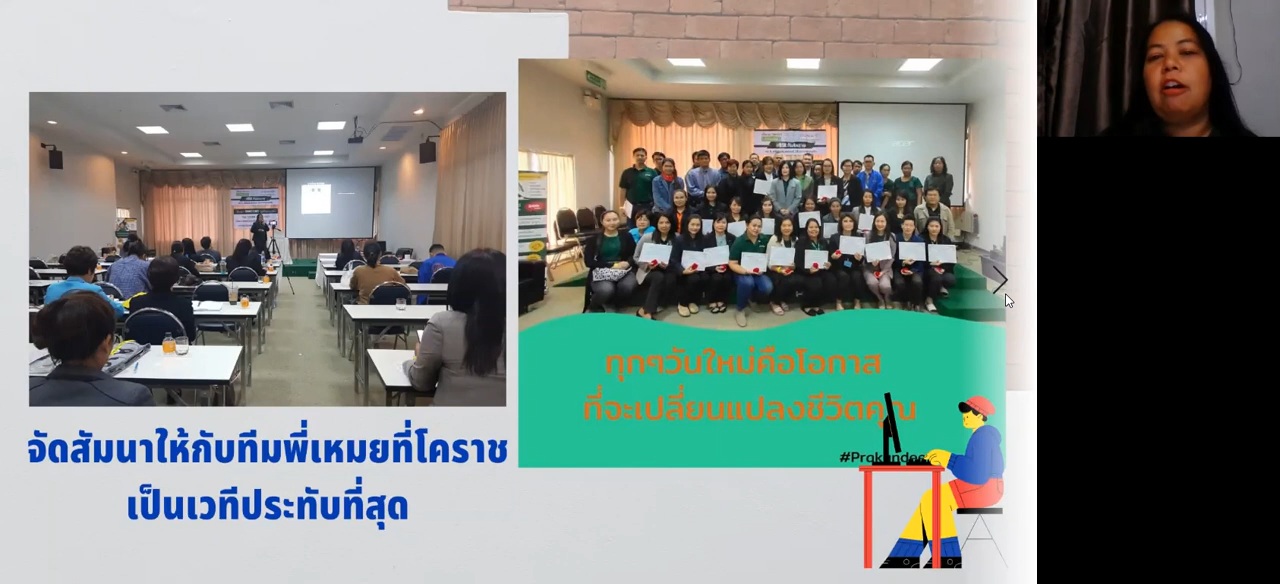 จัดสัมนาให้กับทีมพี่เหมยที่โคราช
เป็นเวทีประทับที่สุด
ทุกๆวันใหม่คือโอกาส
ที่จะเปลี่ยนแปลงชีวิตคุณ